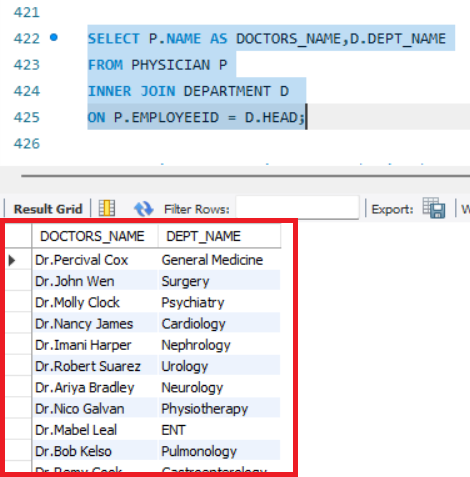 421
422 SELECT P.NAME AS DOCTORS_NAME,D.DEPT_NAME
423 FROM PHYSICIAN P
424 INNER JOIN DEPARTMENT D
425 ON P.EMPLOYEEID = D.HEAD;
426
Result Grid Filter Rows: Export: W
DOCTORS_NAME DEPT_NAME
Dr.Percival Cox General Medicine
Dr.John Wen Surgery
Dr.Molly Clock Psychiatry
Dr.Nancy James Cardiology
Dr.Imani Harper Nephrology
Dr.Robert Suarez Urology
Dr.Ariya Bradley Neurology
Dr.Nico Galvan Physiotherapy
Dr.Mabel Leal ENT
Dr.Bob Kelso Pulmonology
Gastroenterology